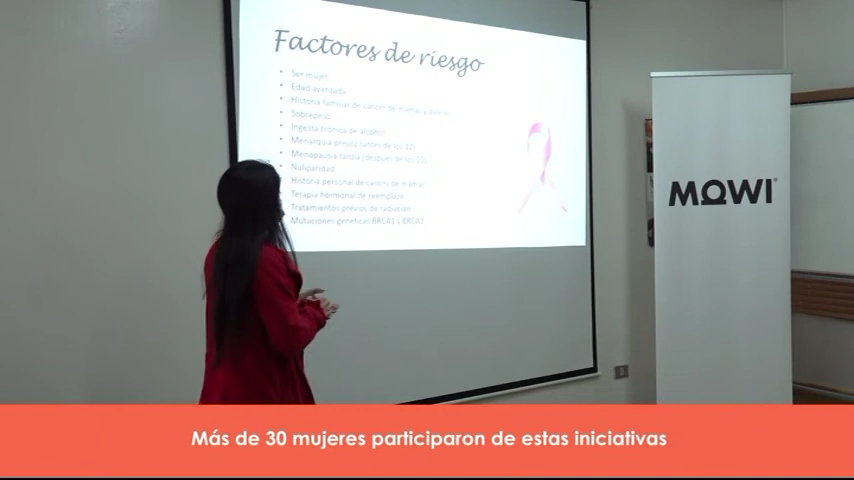 Factores de riesgo
Ser mujer
Edad avanzada
Historia familiar de cáncer de mama y ovario
Sobrepeso
Ingesta crónica de alcohol
Menarquia precoz (antes de los 12)
Menopausia tardía (después de los 55)
Nuliparidad
Historia personal de cáncer de mama
Terapia hormonal de reemplazo
Tratamientos previos de radiación
Mutaciones genéticas BRCA1 y BRCA2
MOWI®
Más de 30 mujeres participaron de estas iniciativas